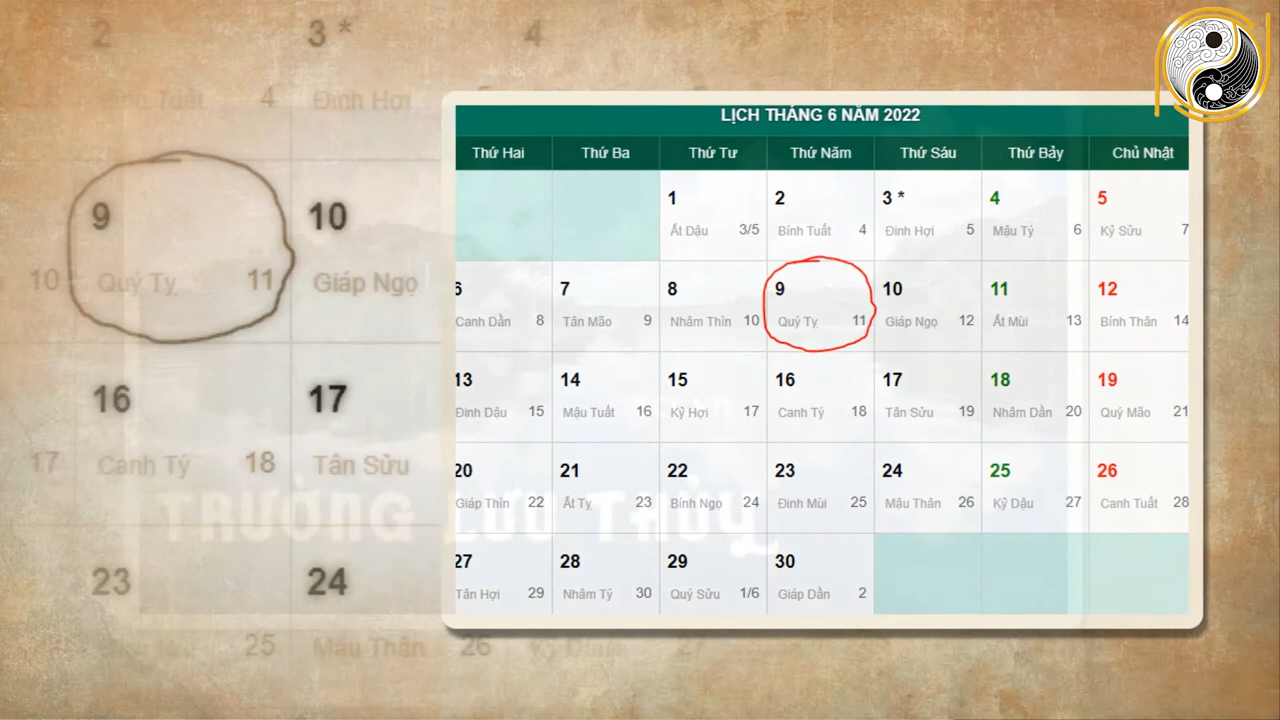 2 3 * 4
4 Đinh Hợi
9 10
10 Quý Tỵ 11 Giáp Ngọ
16 17
17 Canh Tý 18 Tân Sửu
TRƯỜNG LƯU THỦY
23 24
25 Mậu Thân 26 27
LỊCH THÁNG 6 NĂM 2022
Thứ Hai Thứ Ba Thứ Tư Thứ Năm Thứ Sáu Thứ Bảy Chủ Nhật
1 2 3 * 4 5
Ất Dậu 3/5 Bính Tuất 4 Đinh Hợi 5 Mậu Tý 6 Kỷ Sửu 7
6 7 8 9 10 11 12
Canh Dần 8 Tân Mão 9 Nhâm Thìn 10 Quý Tỵ 11 Giáp Ngọ 12 Ất Mùi 13 Bính Thân 14
13 14 15 16 17 18 19
Đinh Dậu 15 Mậu Tuất 16 Kỷ Hợi 17 Canh Tý 18 Tân Sửu 19 Nhâm Dần 20 Quý Mão 21
20 21 22 23 24 25 26
Giáp Thìn 22 Ất Tỵ 23 Bính Ngọ 24 Đinh Mùi 25 Mậu Thân 26 Kỷ Dậu 27 Canh Tuất 28
27 28 29 30
Tân Hợi 29 Nhâm Tý 30 Quý Sửu 1/6 Giáp Dần 2